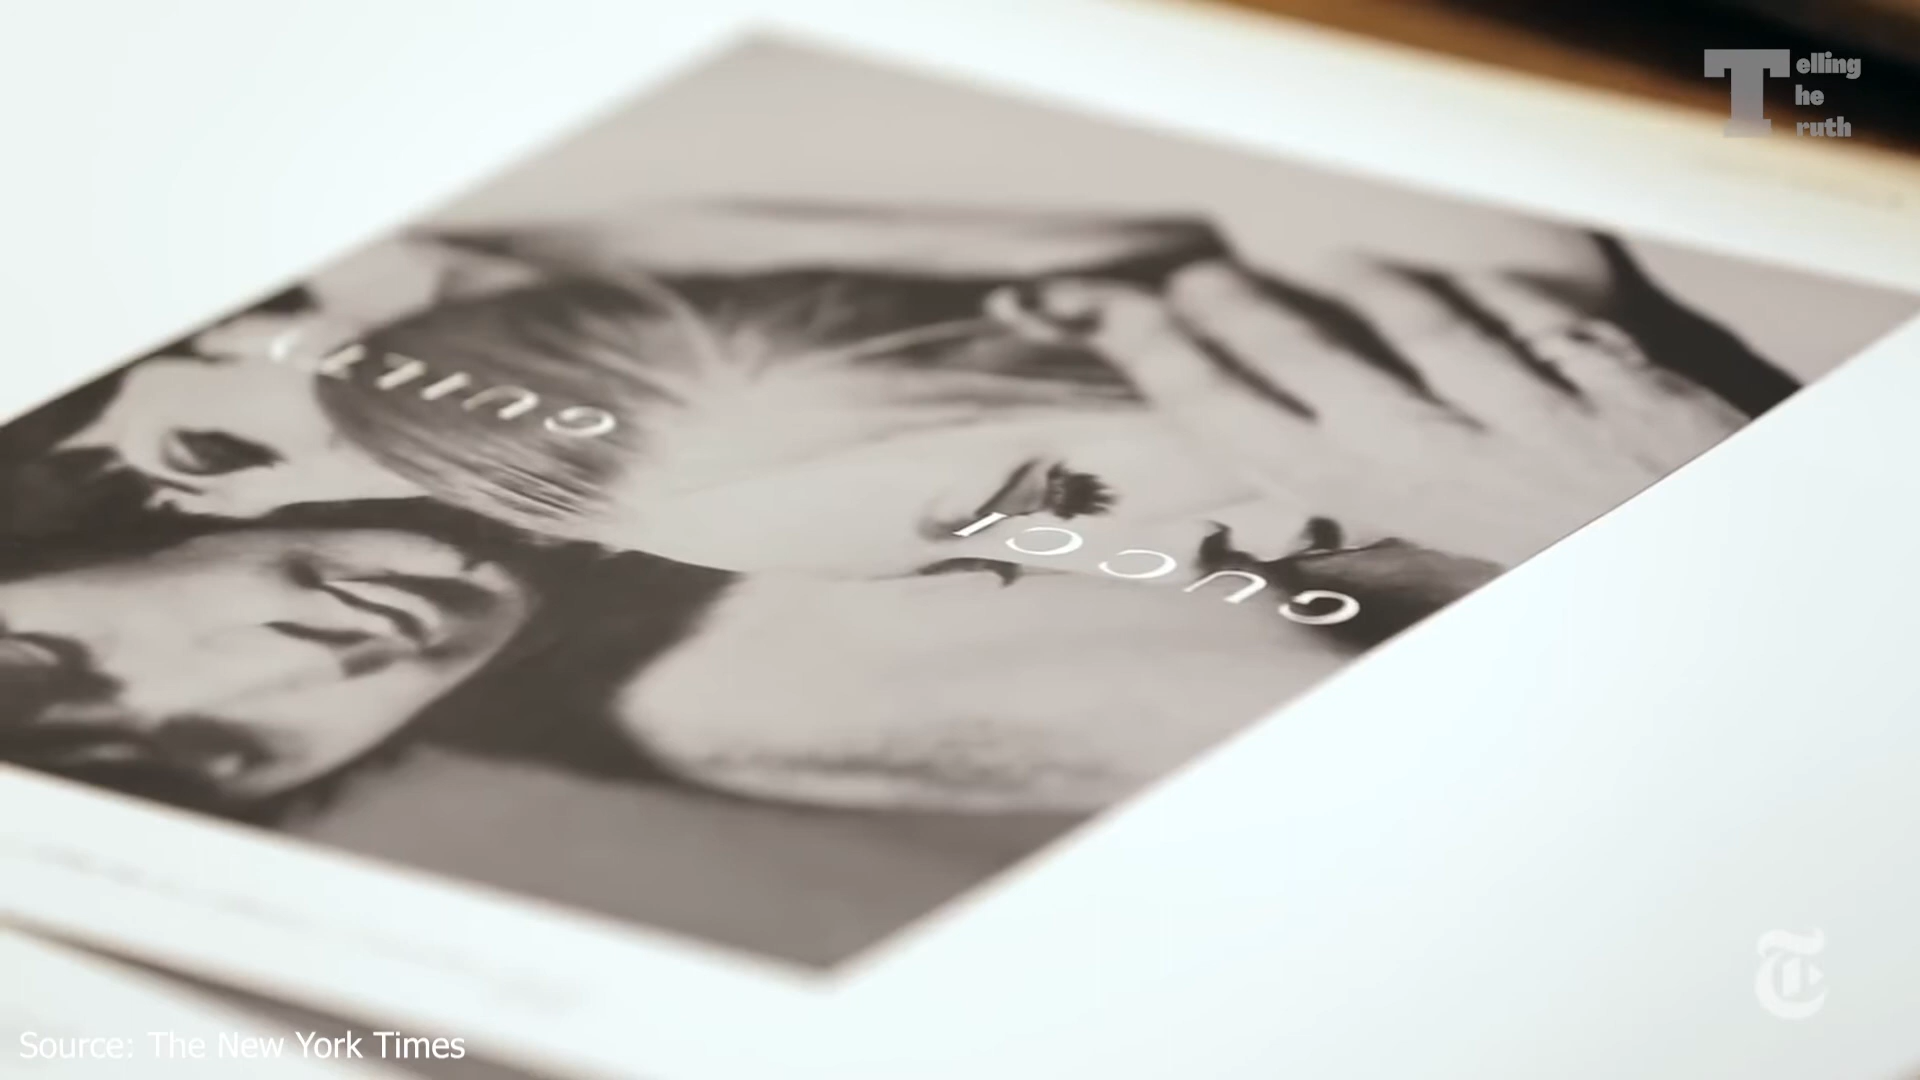 Telling
The
Truth
GUCCI
GUILTY
T
Source: The New York Times